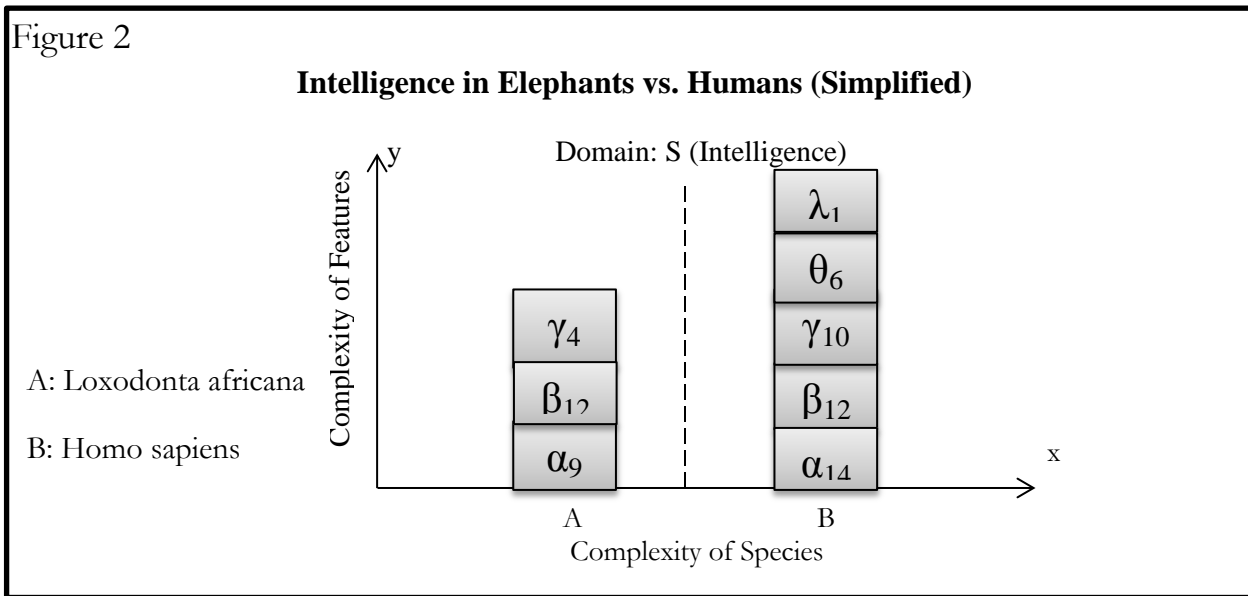 Figure 2
Intelligence in Elephants vs. Humans (Simplified)
y
Domain: S (Intelligence)
Complexity of Features
λ₁
θ₆
γ₄
γ₁₀
A: Loxodonta africana
β₁₂
β₁₂
B: Homo sapiens
α₉
α₁₄
x
A
B
Complexity of Species